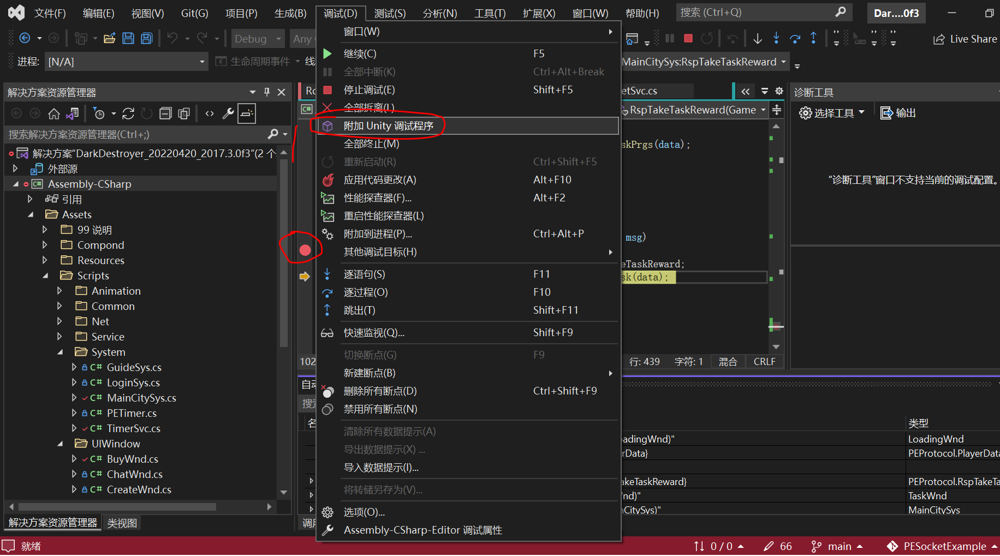 文件(F) 编辑(E) 视图(V) Git(G) 项目(P) 生成(B) 调试(D) 测试(S) 分析(N) 工具(T) 扩展(X) 窗口(W) 帮助(H) 搜索 (Ctrl+Q) Dar....0f3
Debug Any Live Share
进程: [N/A] 生命周期事件 线 MainCitySys:RspTakeTaskReward
解决方案资源管理器
搜索解决方案资源管理器(Ctrl+;)
解决方案"DarkDestroyer_20220420_2017.3.0f3"(2 个
外部源
Assembly-CSharp
引用
Assets
99 说明
Compond
Resources
Scripts
Animation
Common
Net
Service
System
GuideSys.cs
LoginSys.cs
MainCitySys.cs
PETimer.cs
TimerSvc.cs
UIWindow
BuyWnd.cs
ChatWnd.cs
CreateWnd.cs
解决方案资源管理器 类视图
窗口(W)
继续(C) F5
全部中断(K) Ctrl+Alt+Break
停止调试(E) Shift+F5
全部拆离(L)
附加 Unity 调试程序
全部终止(M)
重新启动(R) Ctrl+Shift+F5
应用代码更改(A) Alt+F10
性能探查器(F)... Alt+F2
重启性能探查器(L)
附加到进程(P)... Ctrl+Alt+P
其他调试目标(H)
逐语句(S) F11
逐过程(O) F10
跳出(T) Shift+F11
快速监视(Q)... Shift+F9
切换断点(G) F9
新建断点(B)
删除所有断点(D) Ctrl+Shift+F9
禁用所有断点(N)
清除所有数据提示(A)
导出数据提示(X) ...
导入数据提示(I)...
将转储另存为(V)...
选项(O)...
Assembly-CSharp-Editor 调试属性
etSvc.cs
C# RspTakeTaskReward(Game
skPrgs(data);
msg)
eTaskReward;
sk(data);
102 行: 439 字符: 1 混合 CRLF
诊断工具
选择工具 输出
"诊断工具"窗口不支持当前的调试配置。
类型
adingWnd)" LoadingWnd
rData} PEProtocol.PlayerData
akeTaskReward} PEProtocol.RspTakeTa
nd)" TaskWnd
nCitySys)" MainCitySys
就绪 0 / 0 66 main PESocketExample